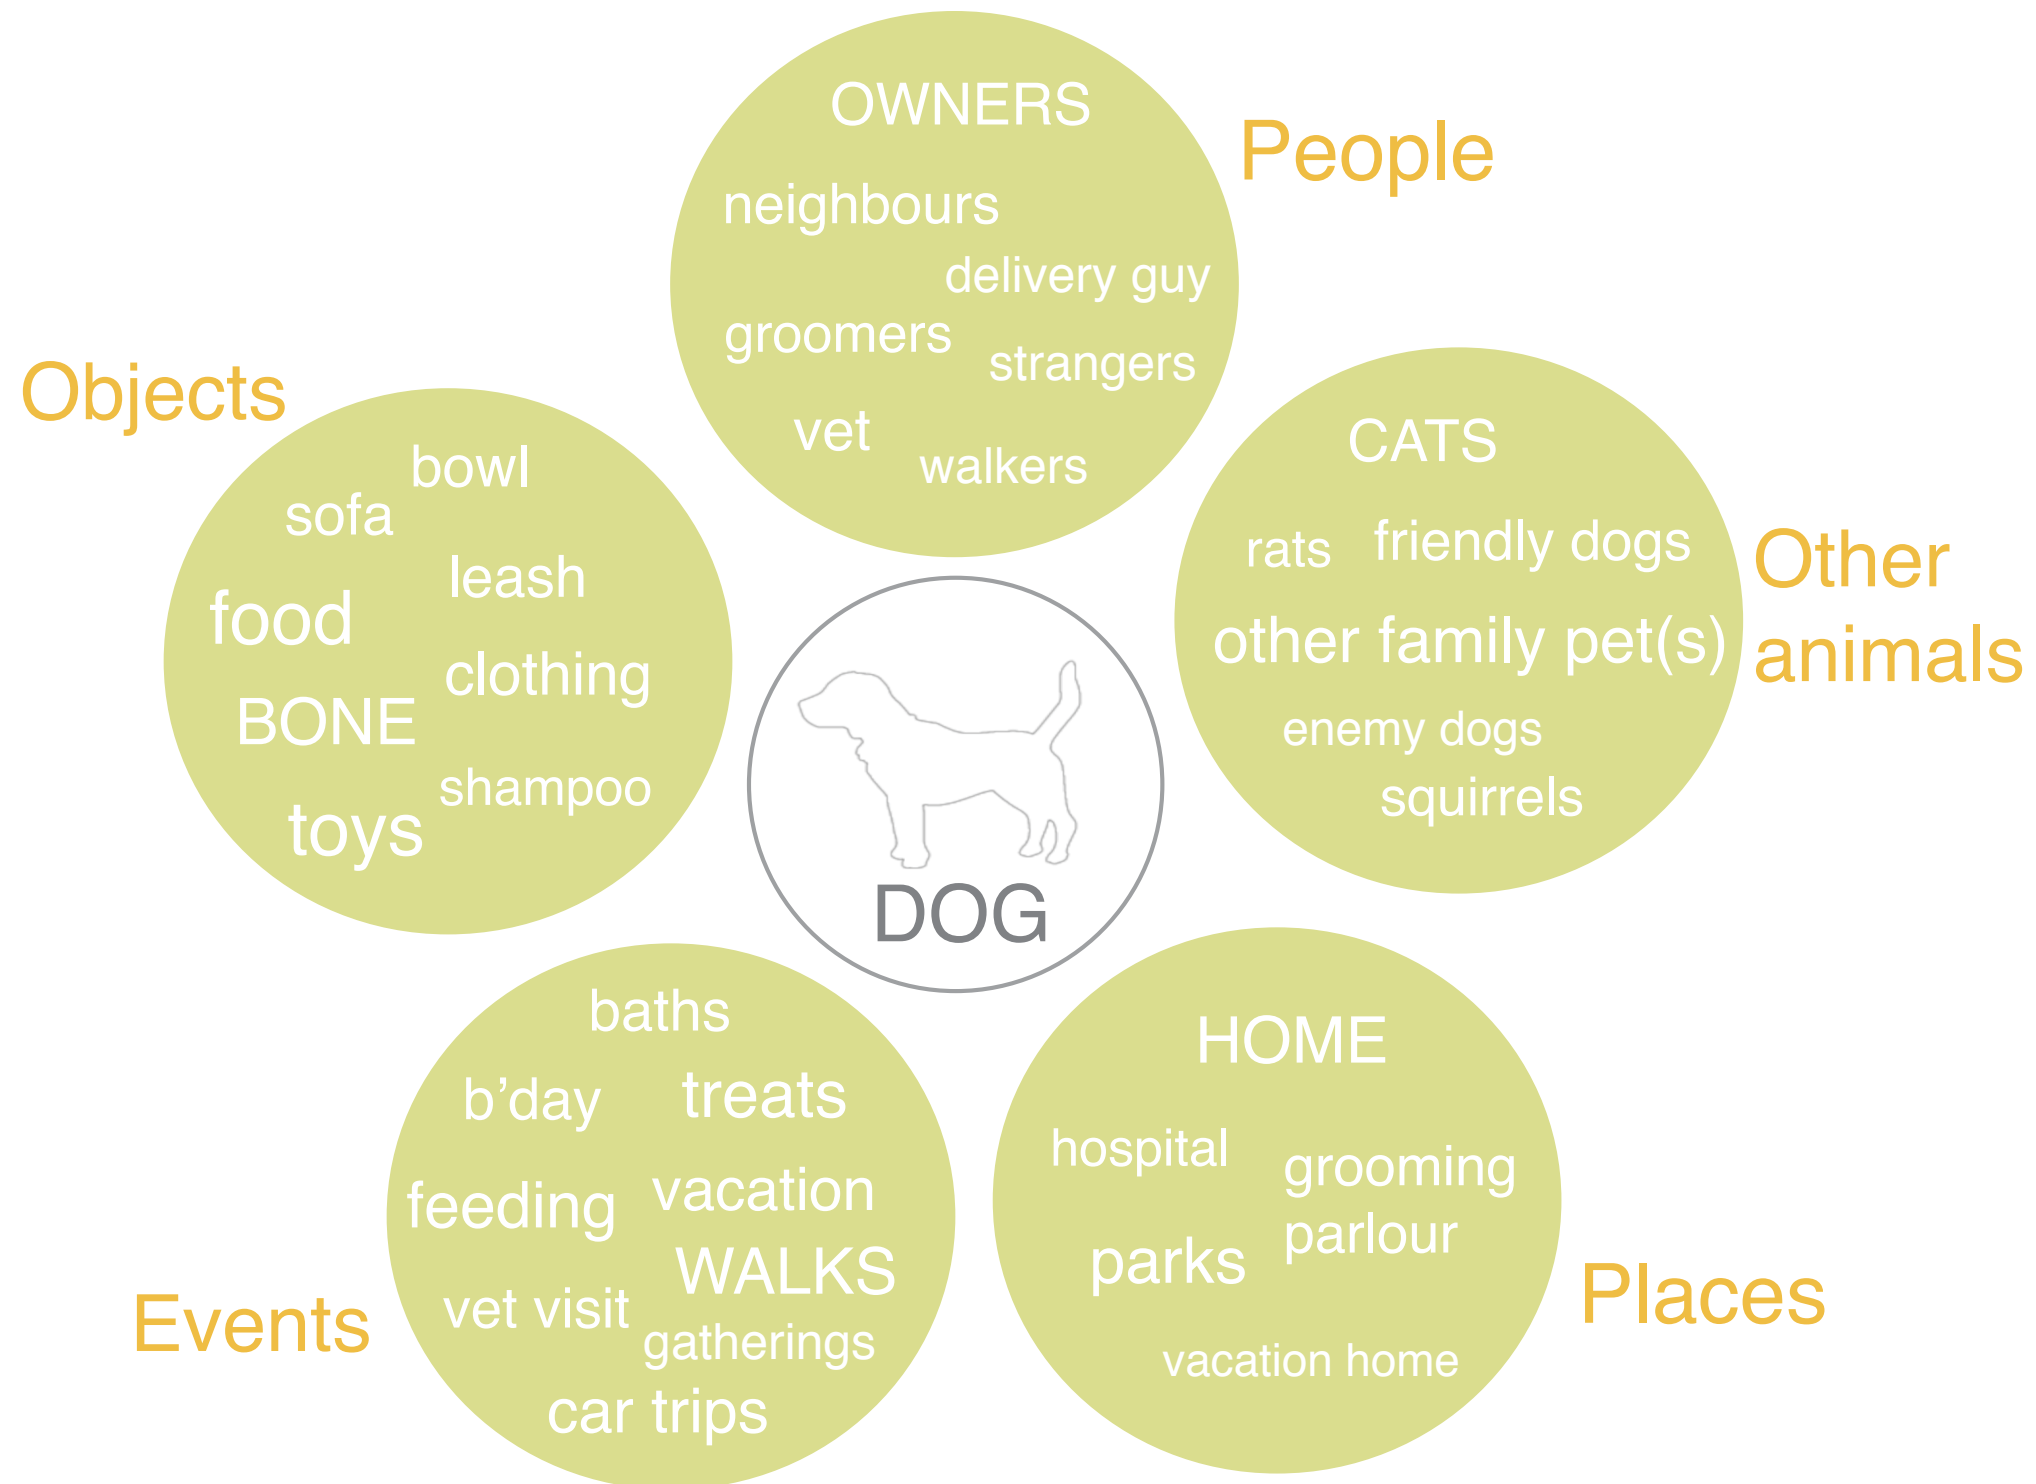 OWNERS
neighbours
delivery guy
groomers
strangers
vet
walkers
People
Objects
bowl
sofa
leash
food
clothing
BONE
shampoo
toys
CATS
rats
friendly dogs
other family pet(s)
enemy dogs
squirrels
Other
animals
DOG
baths
b'day
treats
feeding
vacation
WALKS
vet visit
gatherings
car trips
Events
HOME
hospital
grooming
parlour
parks
vacation home
Places